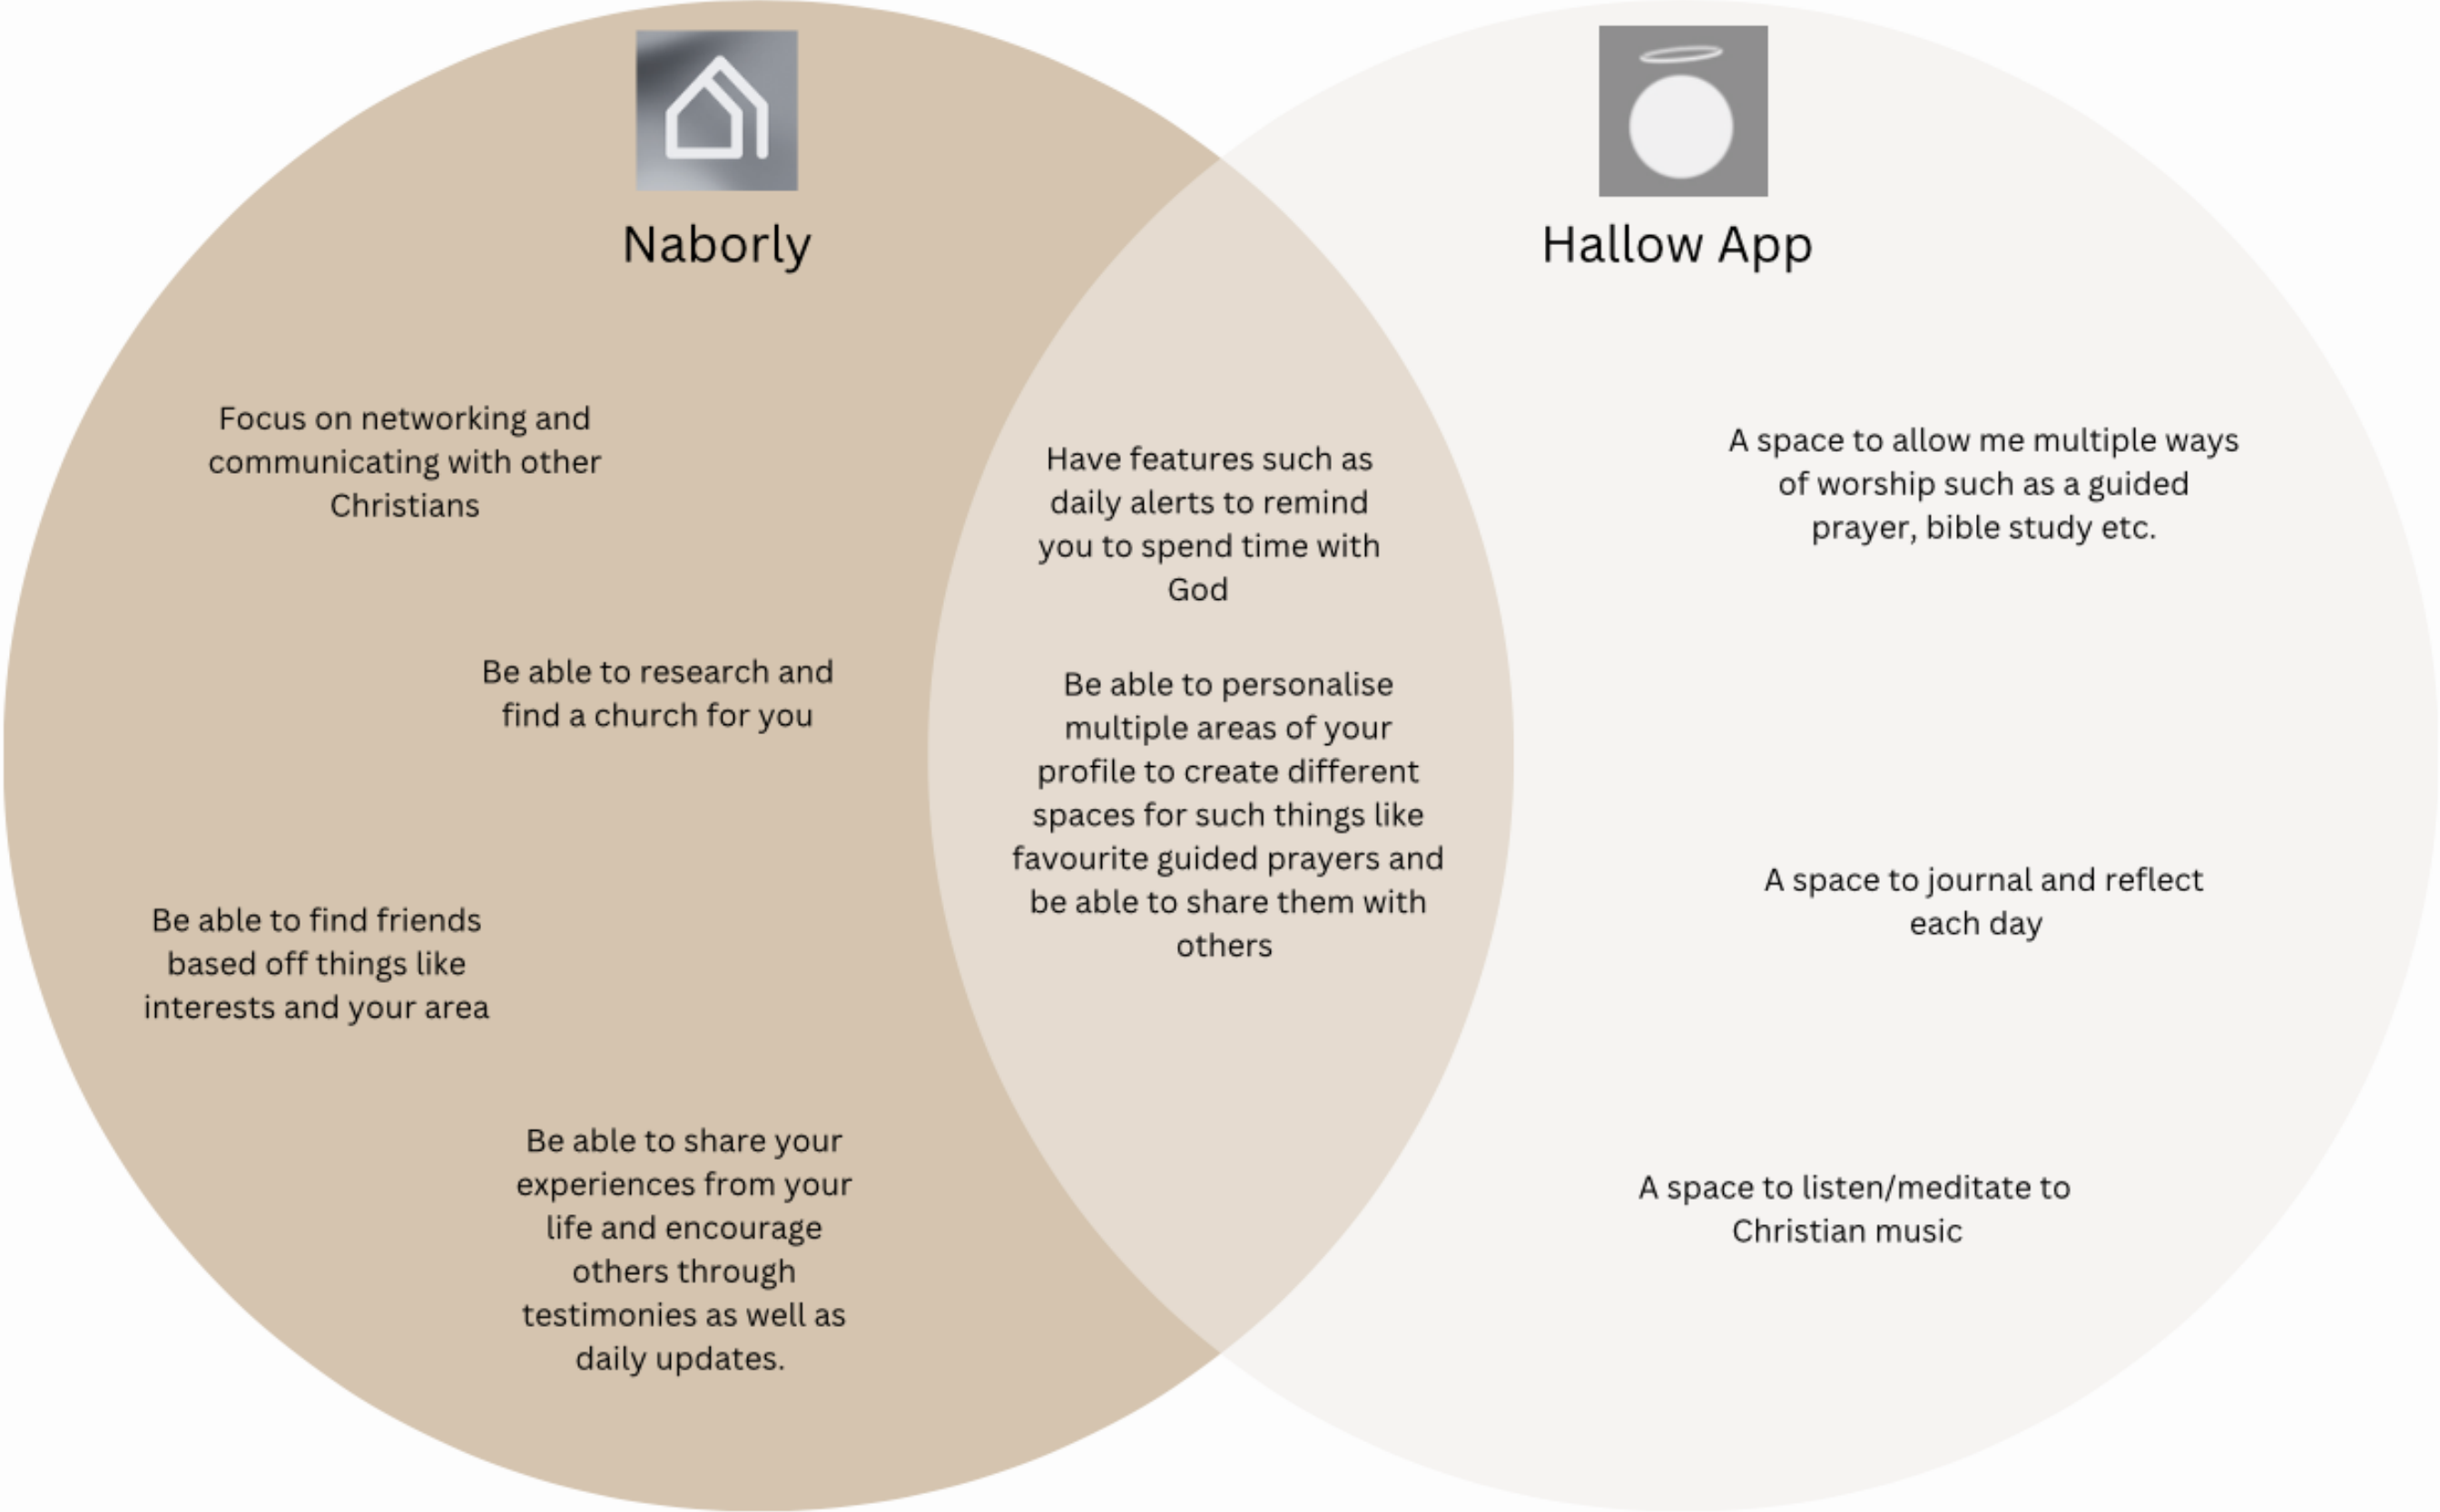 Naborly
Focus on networking and
communicating with other
Christians
Be able to research and
find a church for you
Be able to find friends
based off things like
interests and your area
Be able to share your
experiences from your
life and encourage
others through
testimonies as well as
daily updates.
Have features such as
daily alerts to remind
you to spend time with
God
Be able to personalise
multiple areas of your
profile to create different
spaces for such things like
favourite guided prayers and
be able to share them with
others
Hallow App
A space to allow me multiple ways
of worship such as a guided
prayer, bible study etc.
A space to journal and reflect
each day
A space to listen/meditate to
Christian music